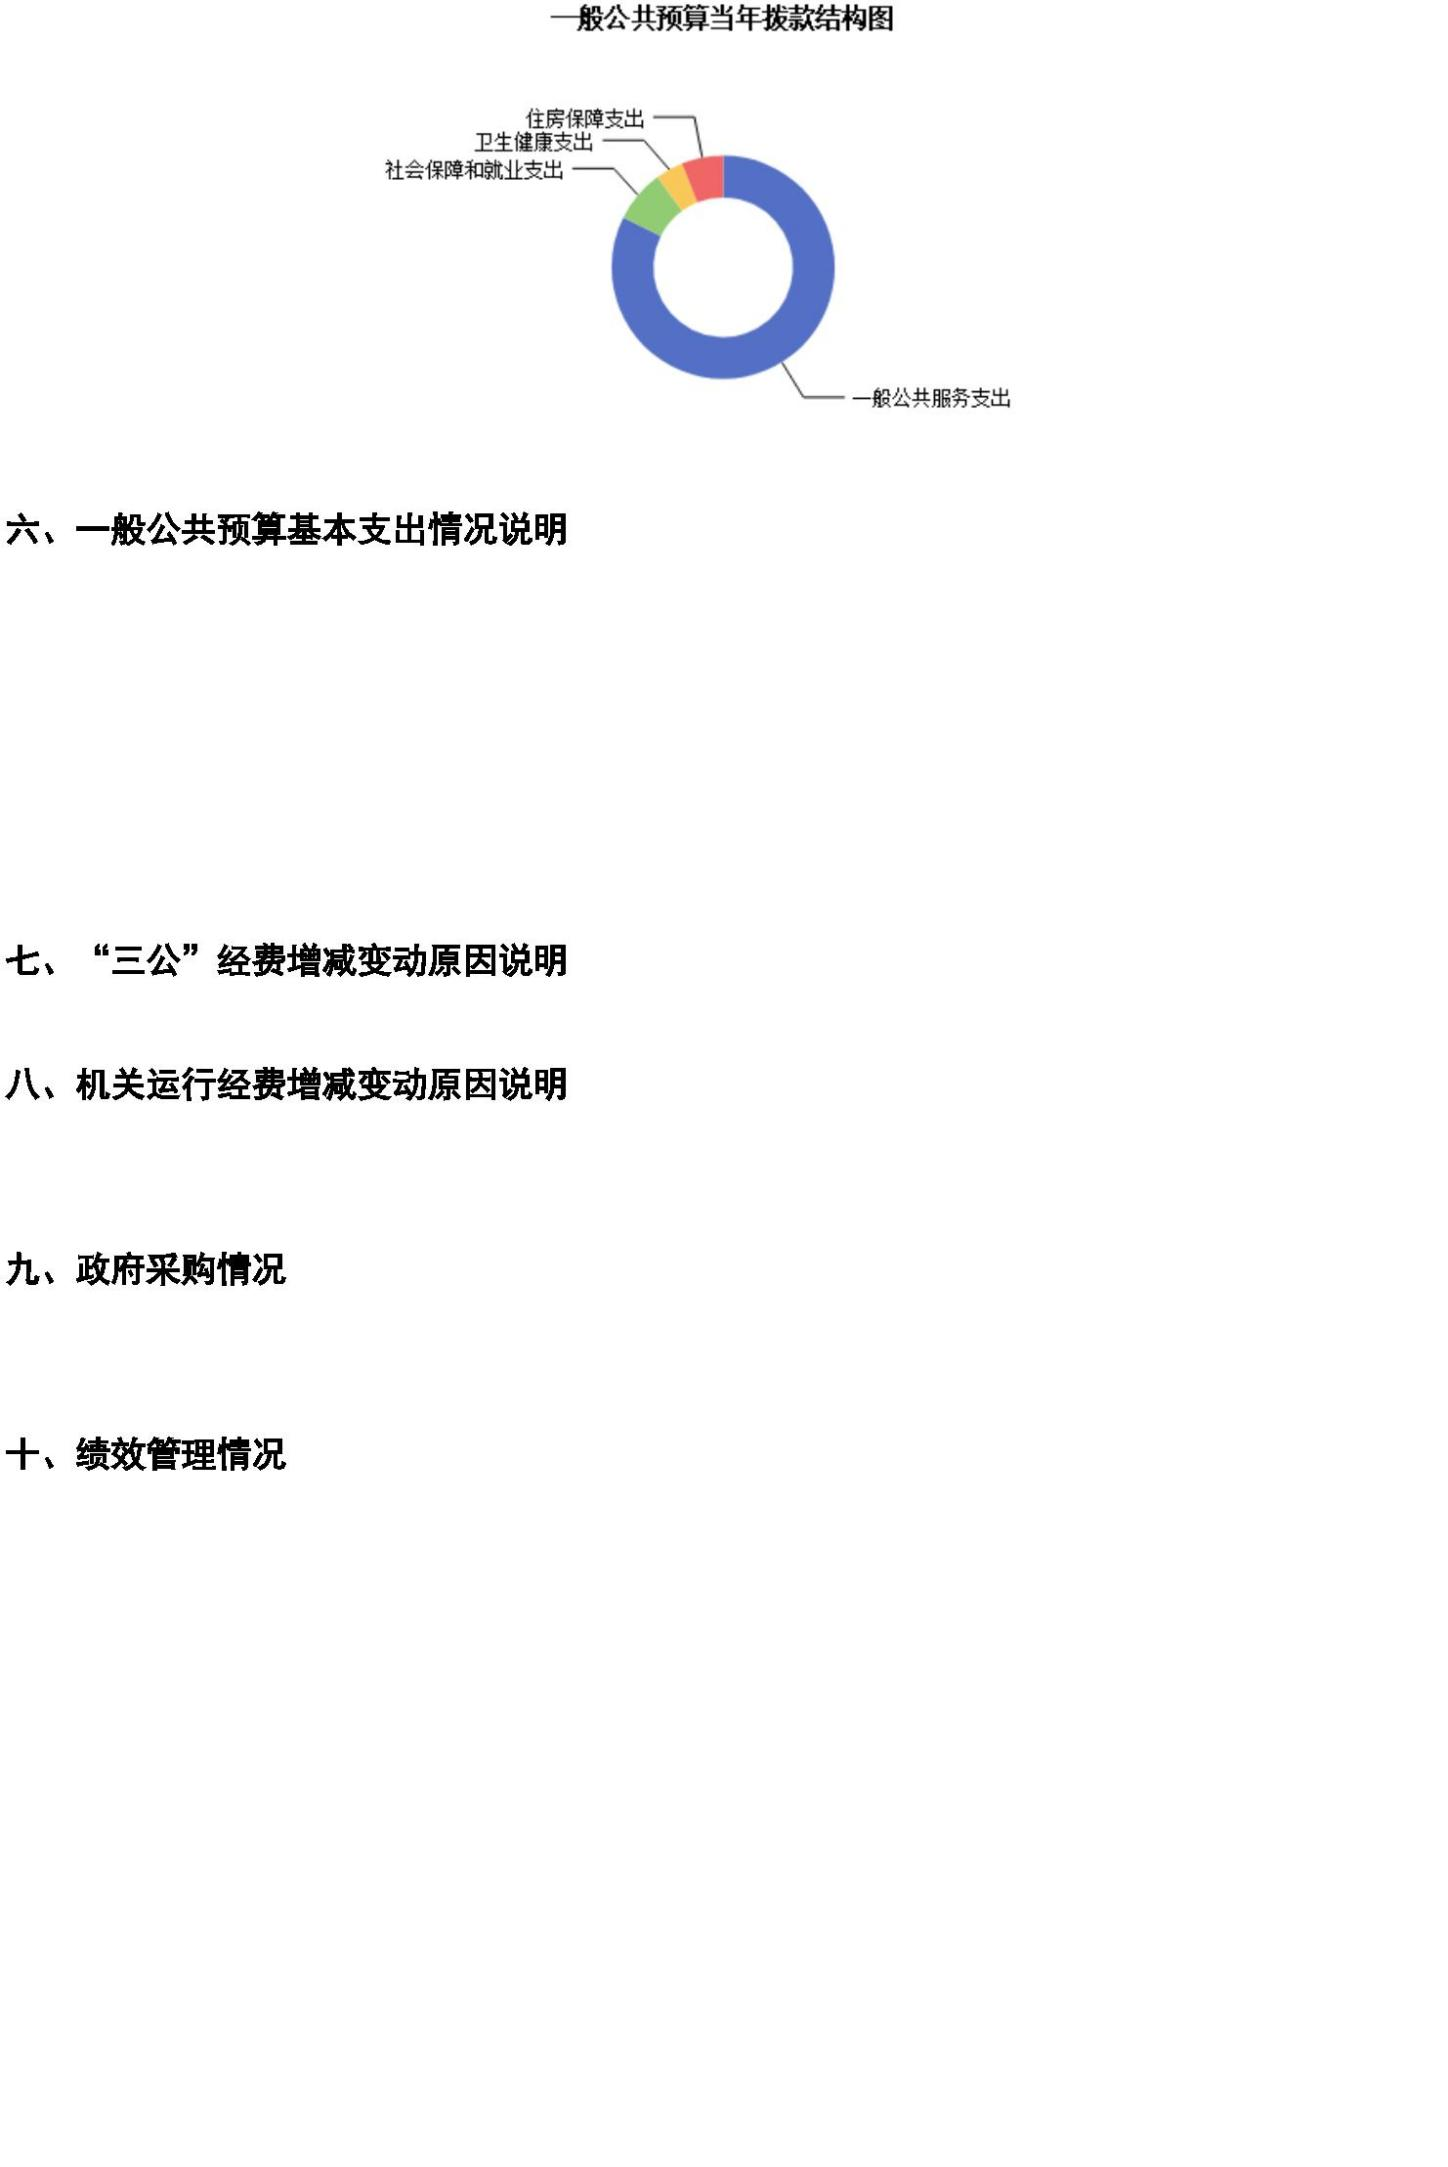 一般公共预算当年拨款结构图
住房保障支出
卫生健康支出
社会保障和就业支出
一般公共服务支出
六、一般公共预算基本支出情况说明
七、“三公”经费增减变动原因说明
八、机关运行经费增减变动原因说明
九、政府采购情况
十、绩效管理情况